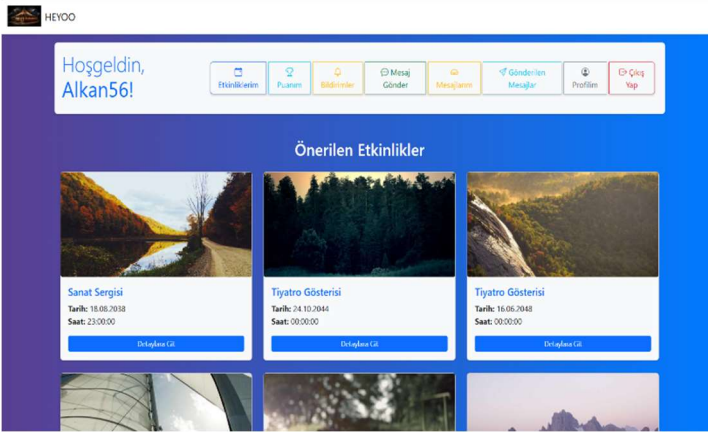 HEYOO
Hoşgeldin,
Alkan56!
Etkinliklerim
Puanım
Bildirimler
Mesaj
Gönder
Mesajlarım
Gönderilen
Mesajlar
Profilim
Çıkış
Yap
Önerilen Etkinlikler
Sanat Sergisi
Tarih: 18.08.2038
Saat: 23:00:00
Detaylara Git
Tiyatro Gösterisi
Tarih: 24.10.2044
Saat: 00:00:00
Detaylara Git
Tiyatro Gösterisi
Tarih: 16.06.2048
Saat: 00:00:00
Detaylara Git